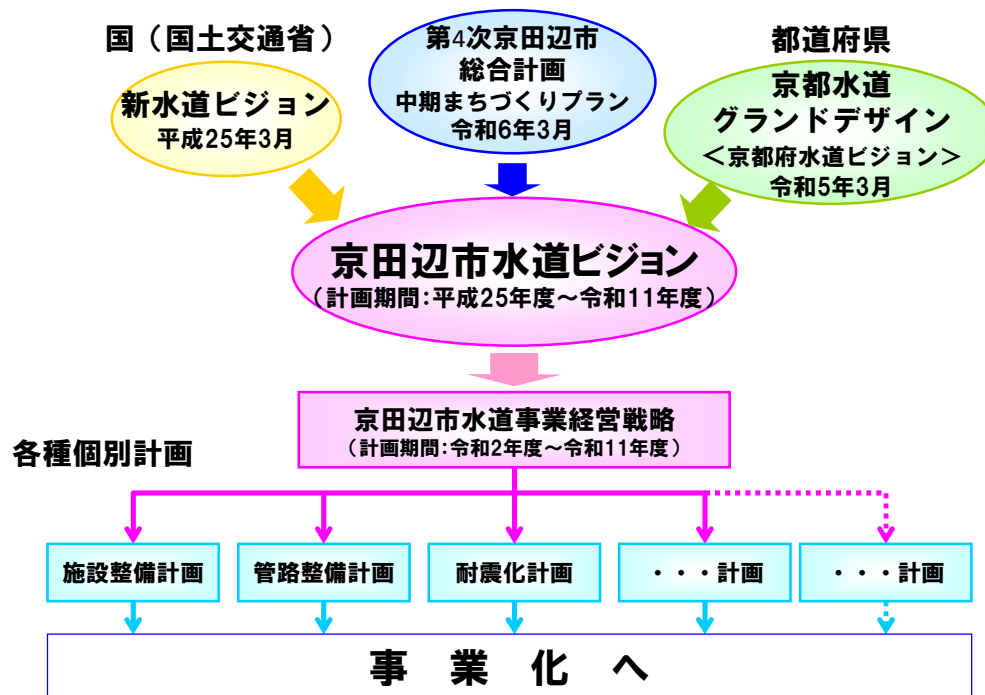 国（国土交通省）
新水道ビジョン
平成25年3月
第4次京田辺市
総合計画
中期まちづくりプラン
令和6年3月
都道府県
京都水道
グランドデザイン
＜京都府水道ビジョン＞
令和5年3月
京田辺市水道ビジョン
（計画期間：平成25年度～令和11年度）
京田辺市水道事業経営戦略
（計画期間：令和2年度～令和11年度）
各種個別計画
施設整備計画
管路整備計画
耐震化計画
・・・計画
・・・計画
事　業　化　へ